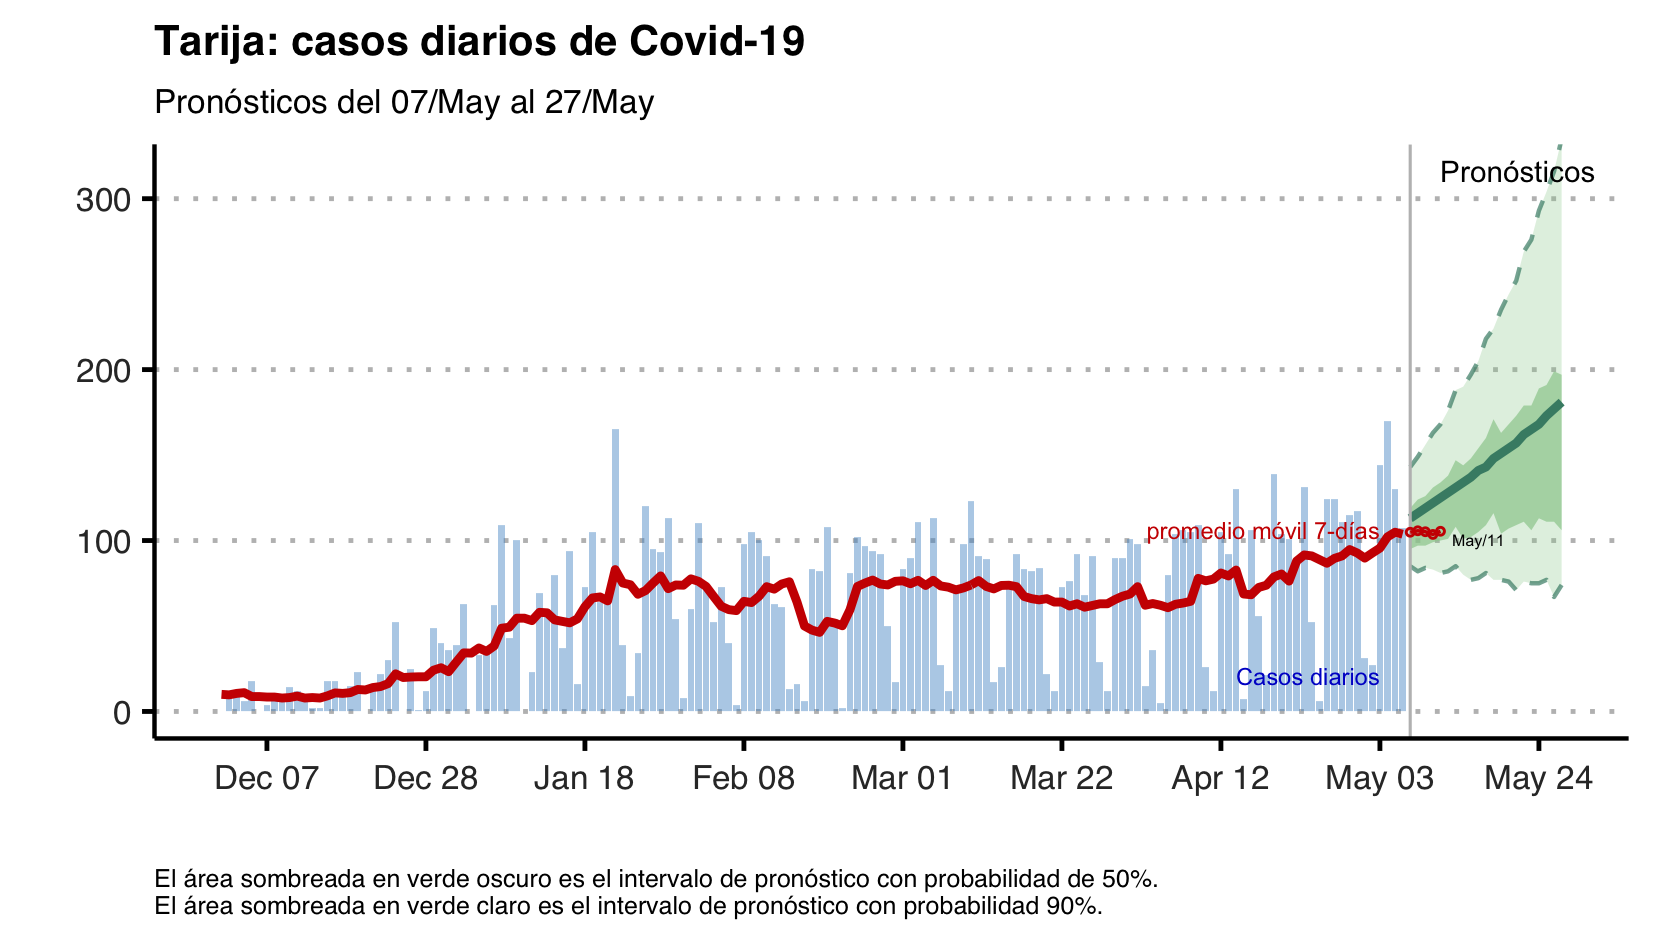 Tarija: casos diarios de Covid-19
Pronósticos del 07/May al 27/May
Pronósticos
300
200
100
0
promedio móvil 7-días
May/11
Casos diarios
Dec 07 Dec 28 Jan 18 Feb 08 Mar 01 Mar 22 Apr 12 May 03 May 24
El área sombreada en verde oscuro es el intervalo de pronóstico con probabilidad de 50%.
El área sombreada en verde claro es el intervalo de pronóstico con probabilidad 90%.